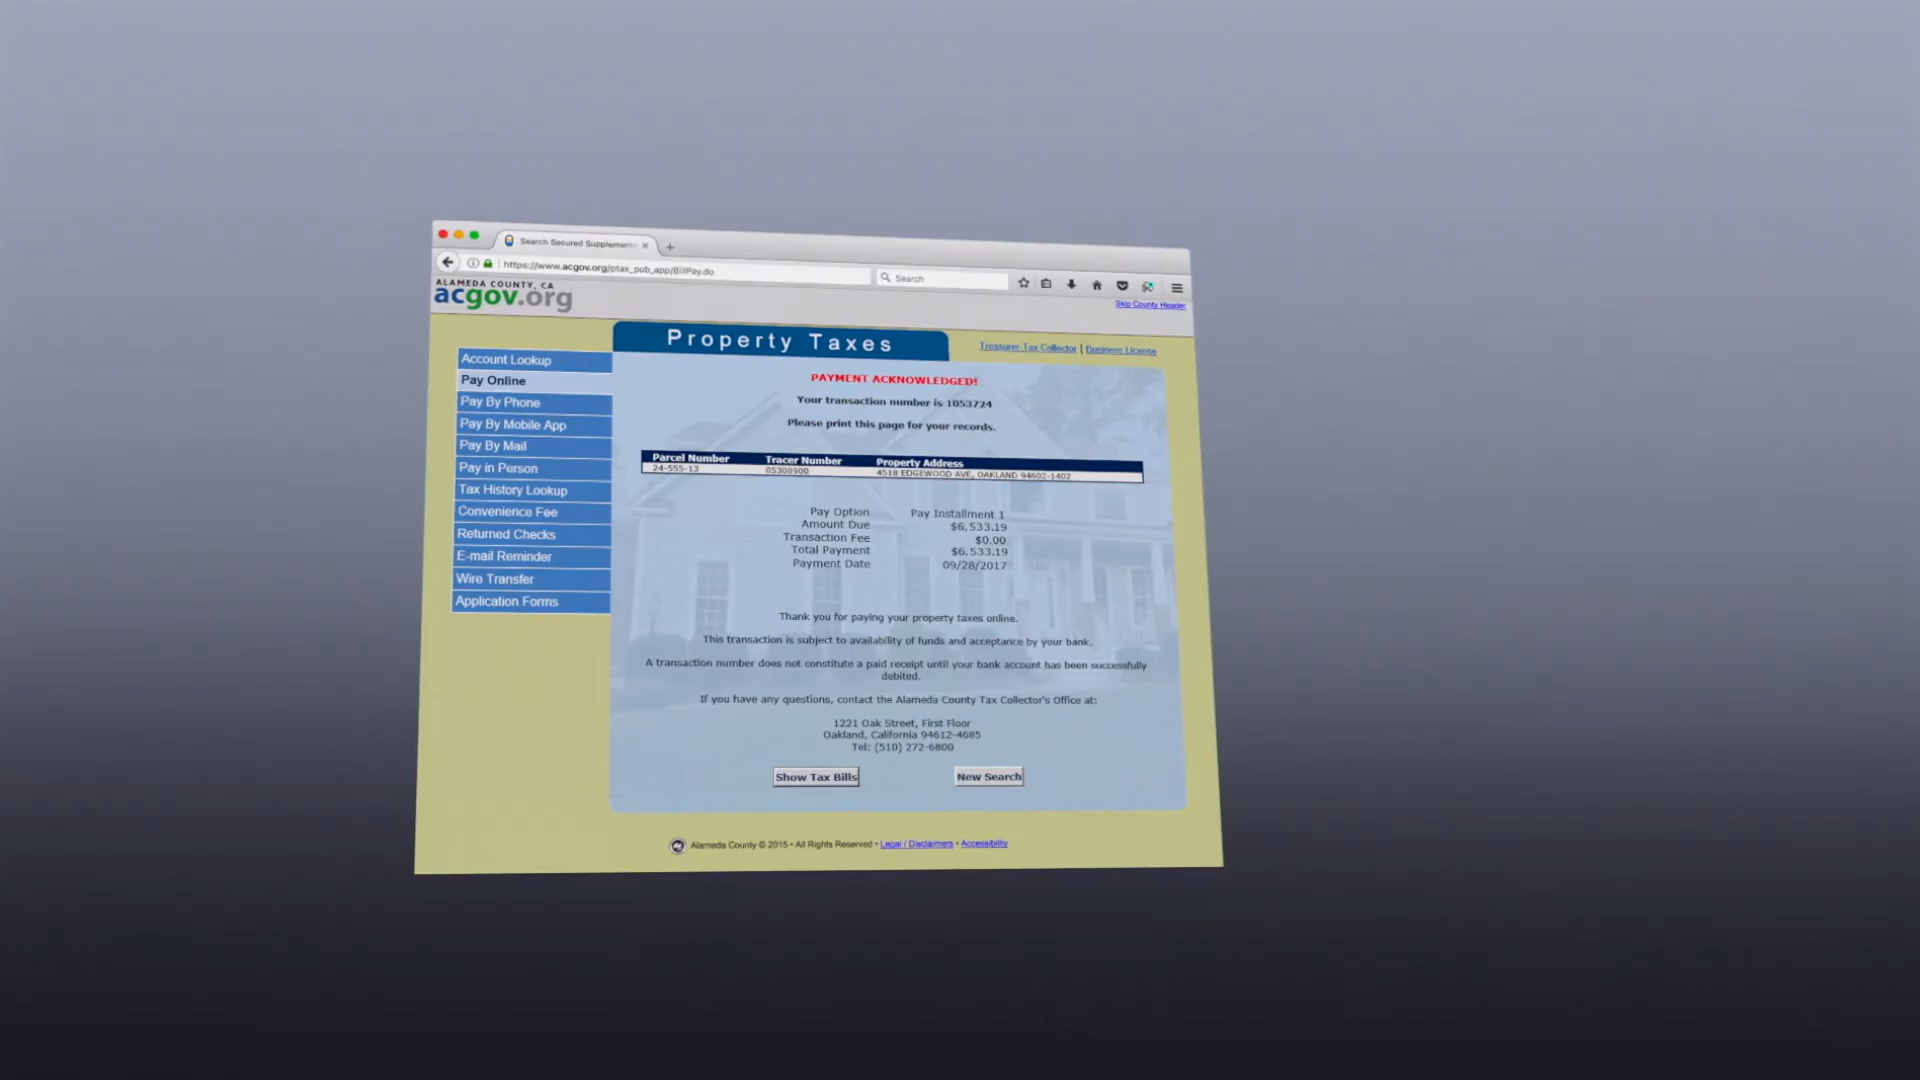 Search Secured Supplementa
https://www.acgov.org/ptax_pub_app/BillPay.do
Search
ALAMEDA COUNTY, CA
acgov.org
Skip County Header
Property Taxes
Treasurer-Tax Collector | Business License
Account Lookup
Pay Online
Pay By Phone
Pay By Mobile App
Pay By Mail
Pay in Person
Tax History Lookup
Convenience Fee
Returned Checks
E-mail Reminder
Wire Transfer
Application Forms
PAYMENT ACKNOWLEDGED!
Your transaction number is 1053724
Please print this page for your records.
Parcel Number Tracer Number Property Address
24-555-13 05308900 4518 EDGEWOOD AVE, OAKLAND 94602-1402
Pay Option Pay Installment 1
Amount Due $6,533.19
Transaction Fee $0.00
Total Payment $6,533.19
Payment Date 09/28/2017
Thank you for paying your property taxes online.
This transaction is subject to availability of funds and acceptance by your bank.
A transaction number does not constitute a paid receipt until your bank account has been successfully
debited.
If you have any questions, contact the Alameda County Tax Collector's Office at:
1221 Oak Street, First Floor
Oakland, California 94612-4685
Tel: (510) 272-6800
Show Tax Bills New Search
Alameda County © 2015 • All Rights Reserved • Legal / Disclaimers • Accessibility